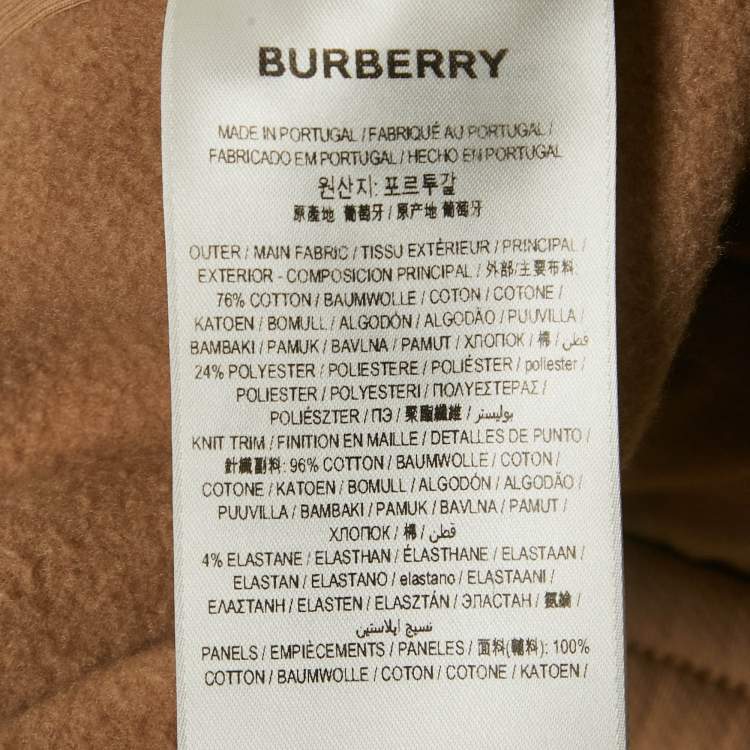 BURBERRY
MADE IN PORTUGAL / FABRIQUÉ AU PORTUGAL /
FABRICADO EM PORTUGAL / HECHO EN PORTUGAL
원산지: 포르투갈
原產地 葡萄牙 / 原产地 葡萄牙
OUTER / MAIN FABRIC / TISSU EXTÉRIEUR / PRINCIPAL /
EXTERIOR - COMPOSICION PRINCIPAL / 外部/主要布料:
76% COTTON / BAUMWOLLE / COTON / COTONE /
KATOEN / BOMULL / ALGODÓN / ALGODÃO / PUUVILLA /
BAMBAKI / PAMUK / BAVLNA / PAMUT / ХЛОПОК / 棉 / قطن
24% POLYESTER / POLIESTERE / POLIÉSTER / poliester /
POLIESTER / POLYESTERI / ΠΟΛΥΕΣΤΕΡΑΣ /
POLIÉSZTER / ПЭ / 聚酯纖維 / بوليستر /
KNIT TRIM / FINITION EN MAILLE / DETALLES DE PUNTO /
針織副料: 96% COTTON / BAUMWOLLE / COTON /
COTONE / KATOEN / BOMULL / ALGODÓN / ALGODÃO /
PUUVILLA / BAMBAKI / PAMUK / BAVLNA / PAMUT /
ХЛОПОК / 棉 / قطن /
4% ELASTANE / ELASTHAN / ÉLASTHANE / ELASTAAN /
ELASTAN / ELASTANO / elastano / ELASTAANI /
ΕΛΑΣΤΑΝΗ / ELASTEN / ELASZTÁN / ЭЛАСТАН / 氨綸 /
نسيج إيلاستين /
PANELS / EMPIÈCEMENTS / PANELES / 面料(輔料): 100%
COTTON / BAUMWOLLE / COTON / COTONE / KATOEN /